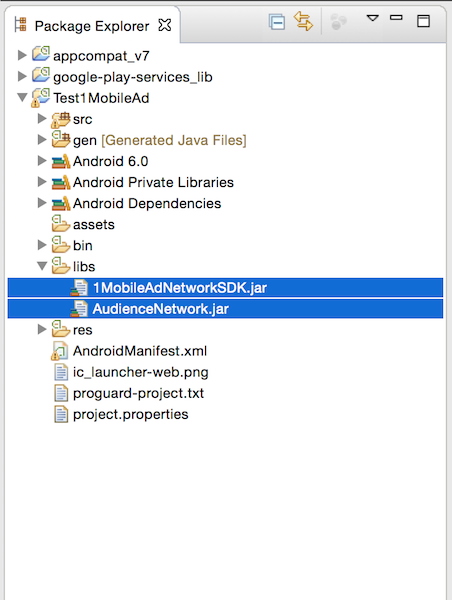 Package Explorer
appcompat_v7
google-play-services_lib
Test1MobileAd
src
gen [Generated Java Files]
Android 6.0
Android Private Libraries
Android Dependencies
assets
bin
libs
1MobileAdNetworkSDK.jar
AudienceNetwork.jar
res
AndroidManifest.xml
ic_launcher-web.png
proguard-project.txt
project.properties